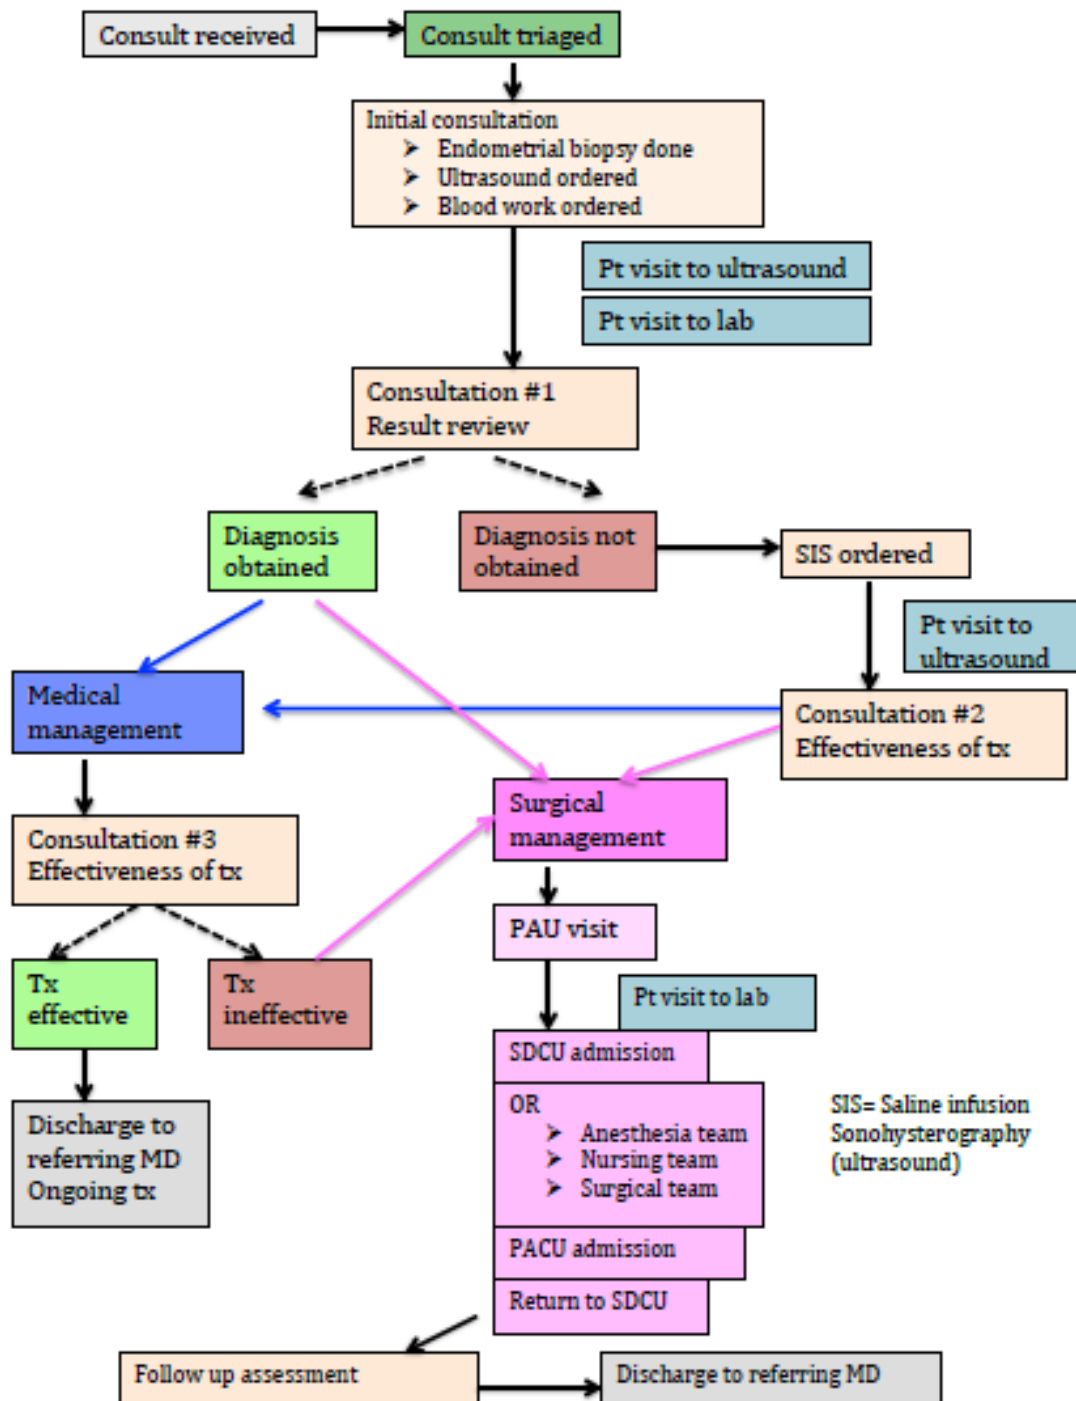 Consult received
Consult triaged
Initial consultation
➢ Endometrial biopsy done
➢ Ultrasound ordered
➢ Blood work ordered
Pt visit to ultrasound
Pt visit to lab
Consultation #1
Result review
Diagnosis
obtained
Diagnosis not
obtained
SIS ordered
Pt visit to
ultrasound
Medical
management
Consultation #2
Effectiveness of tx
Surgical
management
Consultation #3
Effectiveness of tx
PAU visit
Tx
effective
Tx
ineffective
Pt visit to lab
SDCU admission
OR
➢ Anesthesia team
➢ Nursing team
➢ Surgical team
SIS= Saline infusion
Sonohysterography
(ultrasound)
Discharge to
referring MD
Ongoing tx
PACU admission
Return to SDCU
Follow up assessment
Discharge to referring MD